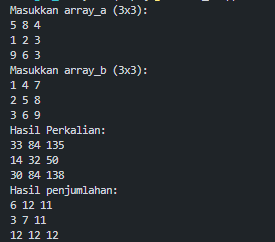 Masukkan array_a (3x3):
5 8 4
1 2 3
9 6 3
Masukkan array_b (3x3):
1 4 7
2 5 8
3 6 9
Hasil Perkalian:
33 84 135
14 32 50
30 84 138
Hasil penjumlahan:
6 12 11
3 7 11
12 12 12